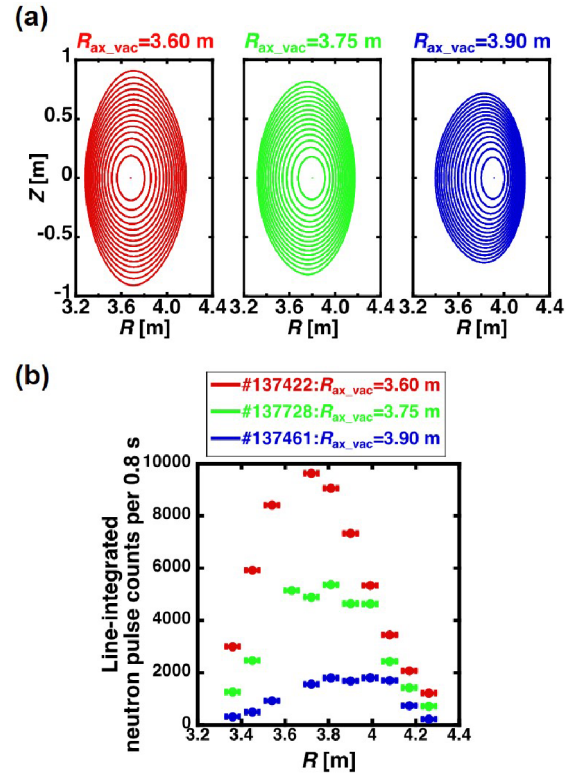 (a)
R_ax_vac=3.60 m R_ax_vac=3.75 m R_ax_vac=3.90 m
1
0.5
0
-0.5
-1
Z [m]
3.2 3.6 4.0 4.4 3.2 3.6 4.0 4.4 3.2 3.6 4.0 4.4
R [m] R [m] R [m]
(b)
#137422:R_ax_vac=3.60 m
#137728:R_ax_vac=3.75 m
#137461:R_ax_vac=3.90 m
10000
8000
6000
4000
2000
0
Line-integrated
neutron pulse counts per 0.8 s
3.2 3.4 3.6 3.8 4 4.2 4.4
R [m]